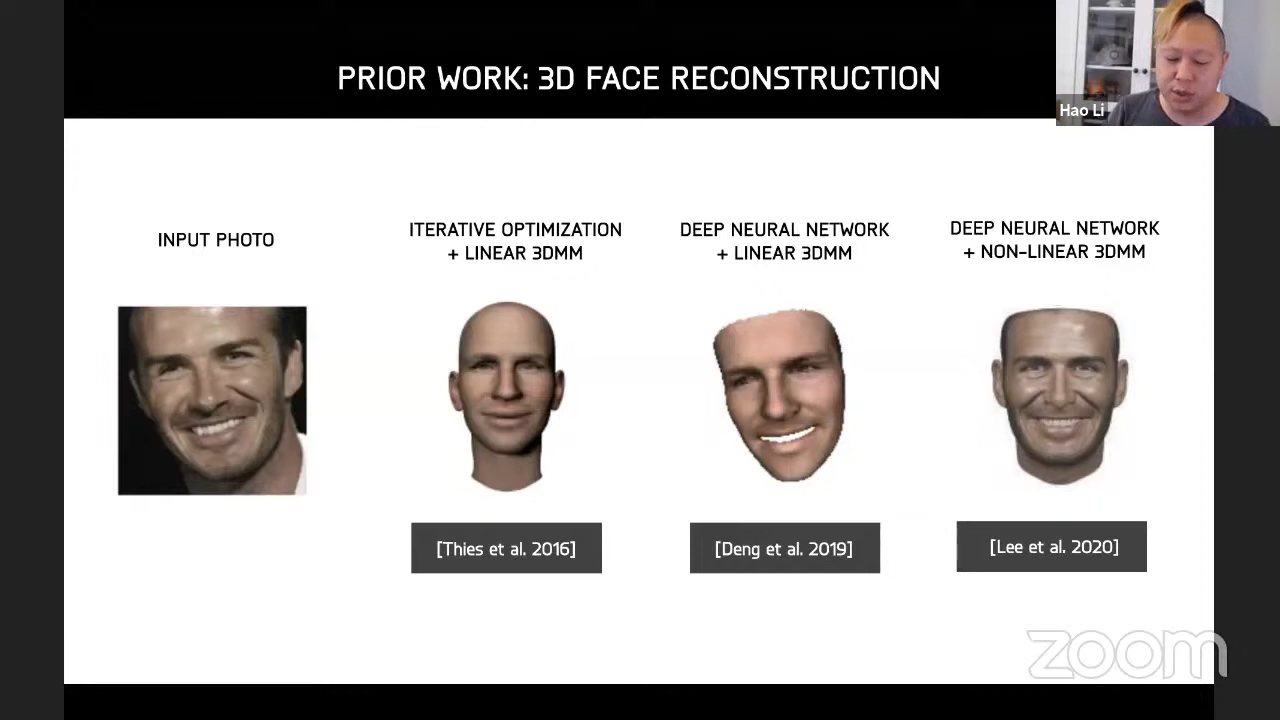 PRIOR WORK: 3D FACE RECONSTRUCTION
Hao Li
INPUT PHOTO
ITERATIVE OPTIMIZATION
+ LINEAR 3DMM
DEEP NEURAL NETWORK
+ LINEAR 3DMM
DEEP NEURAL NETWORK
+ NON-LINEAR 3DMM
[Thies et al. 2016]
[Deng et al. 2019]
[Lee et al. 2020]
zoom